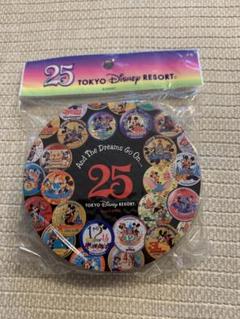 25 TOKYO Disney RESORT
And The Dreams Go On...
25
TOKYO Disney RESORT